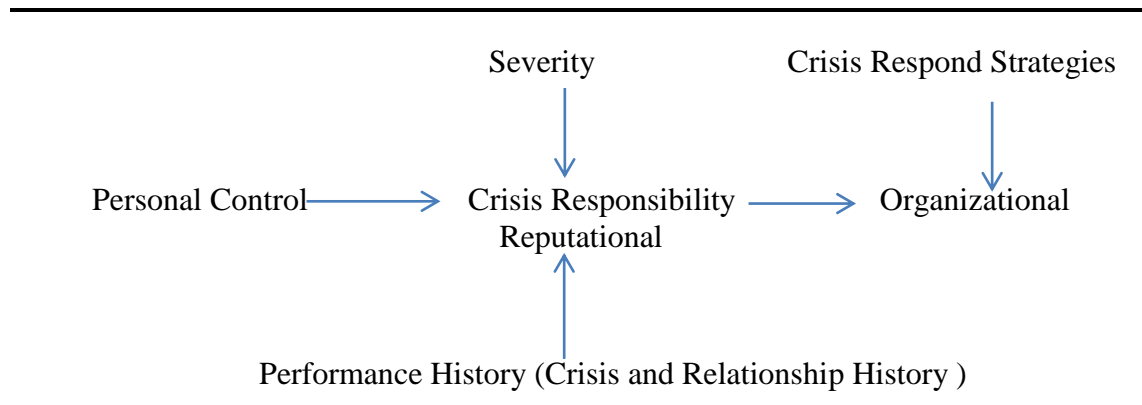 Severity Crisis Respond Strategies
Personal Control Crisis Responsibility Organizational
Reputational
Performance History (Crisis and Relationship History )